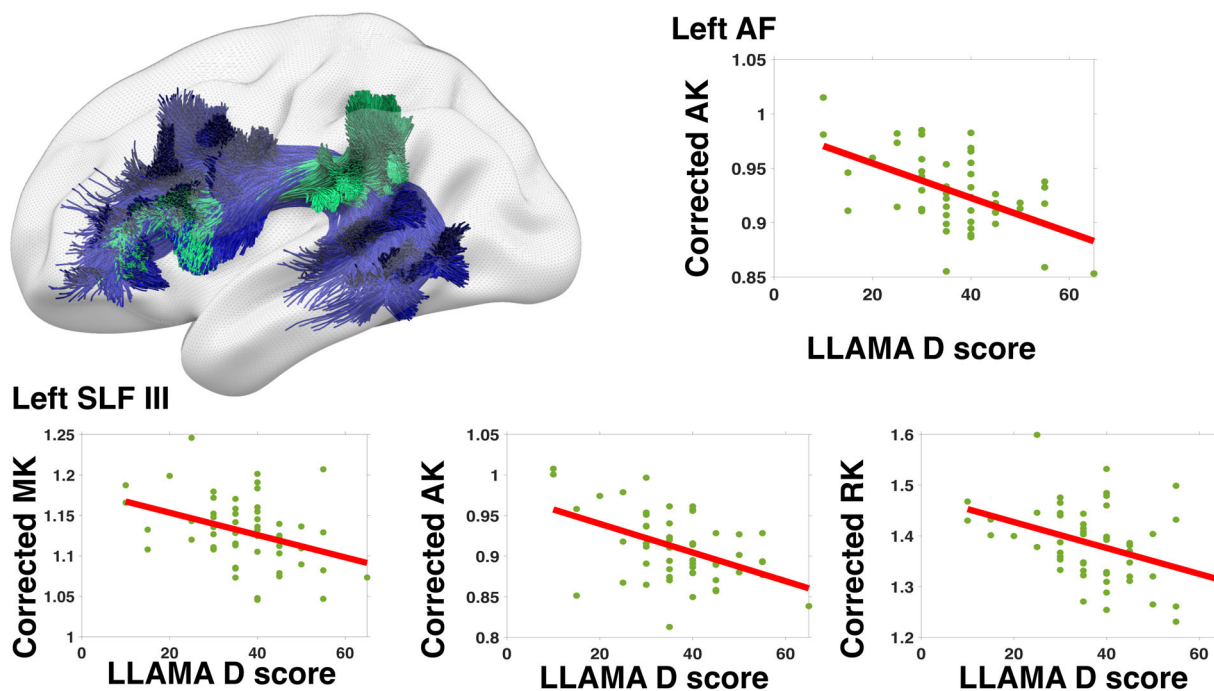 Left AF
Corrected AK
1.05
1
0.95
0.9
0.85
0 20 40 60
LLAMA D score
Left SLF III
Corrected MK
1.25
1.2
1.15
1.1
1.05
1
0 20 40 60
LLAMA D score
Corrected AK
1.05
1
0.95
0.9
0.85
0.8
0 20 40 60
LLAMA D score
Corrected RK
1.6
1.5
1.4
1.3
1.2
0 20 40 60
LLAMA D score